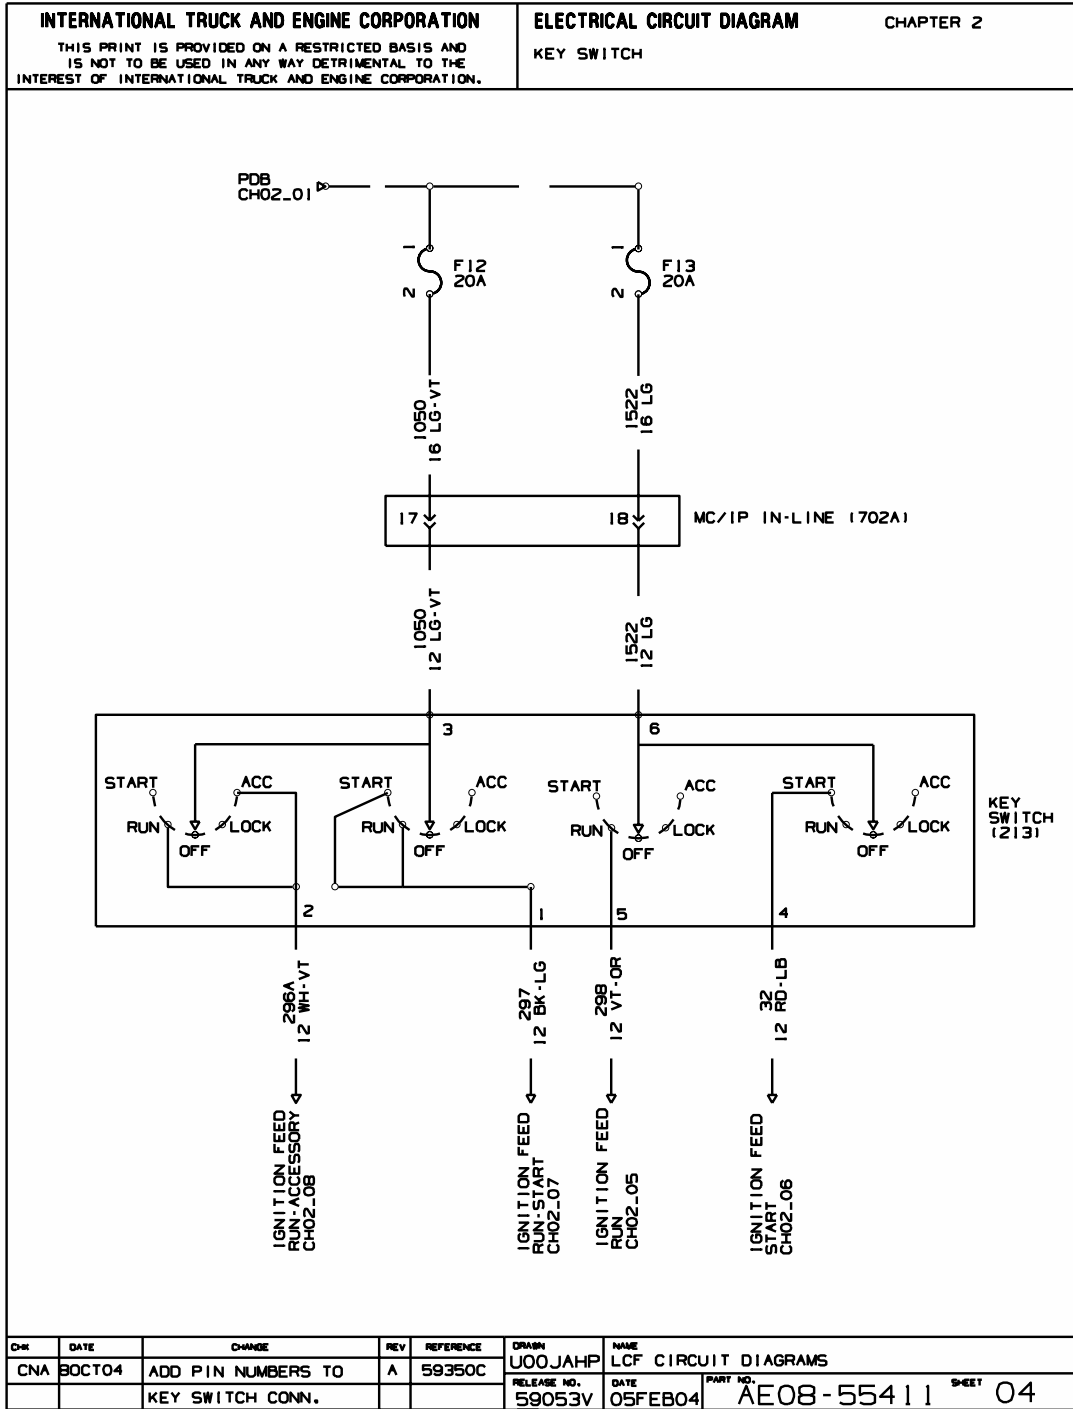 INTERNATIONAL TRUCK AND ENGINE CORPORATION
THIS PRINT IS PROVIDED ON A RESTRICTED BASIS AND
IS NOT TO BE USED IN ANY WAY DETRIMENTAL TO THE
INTEREST OF INTERNATIONAL TRUCK AND ENGINE CORPORATION.
ELECTRICAL CIRCUIT DIAGRAM
CHAPTER 2
KEY SWITCH
PDB
CH02_01
1
F12
20A
2
1
F13
20A
2
1050
16 LG-VT
1522
16 LG
17
18
MC/IP IN-LINE (702A)
1050
12 LG-VT
1522
12 LG
3
6
START
ACC
RUN
LOCK
OFF
START
ACC
RUN
LOCK
OFF
START
ACC
RUN
LOCK
OFF
START
ACC
RUN
LOCK
OFF
KEY
SWITCH
(213)
2
1
5
4
296A
12 WH-VT
297
12 BK-LG
298
12 VT-OR
32
12 RD-LB
IGNITION FEED
RUN-ACCESSORY
CH02_08
IGNITION FEED
RUN-START
CH02_07
IGNITION FEED
RUN
CH02_05
IGNITION FEED
START
CH02_06
CHK DATE CHANGE REV REFERENCE
CNA 8OCT04 ADD PIN NUMBERS TO A 59350C
KEY SWITCH CONN.
DRAWN
U00JAHP
NAME
LCF CIRCUIT DIAGRAMS
RELEASE NO.
59053V
DATE
05FEB04
PART NO.
AE08-55411
SHEET 04